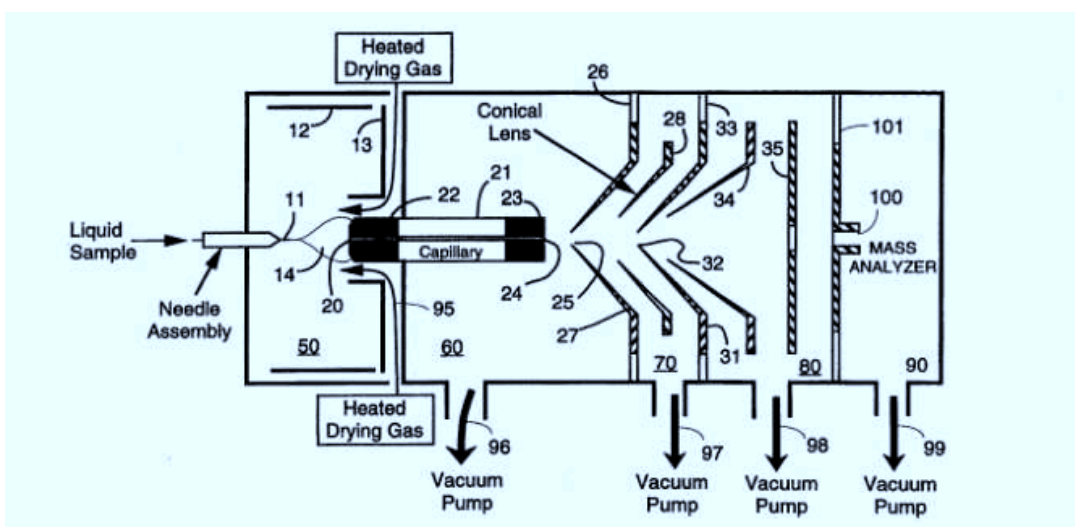 Heated
Drying Gas
26
33
12
13
Conical
Lens
28
101
35
21
22
23
34
100
11
Liquid
Sample
Capillary
MASS
ANALYZER
14
20
24
25
32
Needle
Assembly
95
27
31
50
60
70
80
90
Heated
Drying Gas
96
97
98
99
Vacuum
Pump
Vacuum
Pump
Vacuum
Pump
Vacuum
Pump